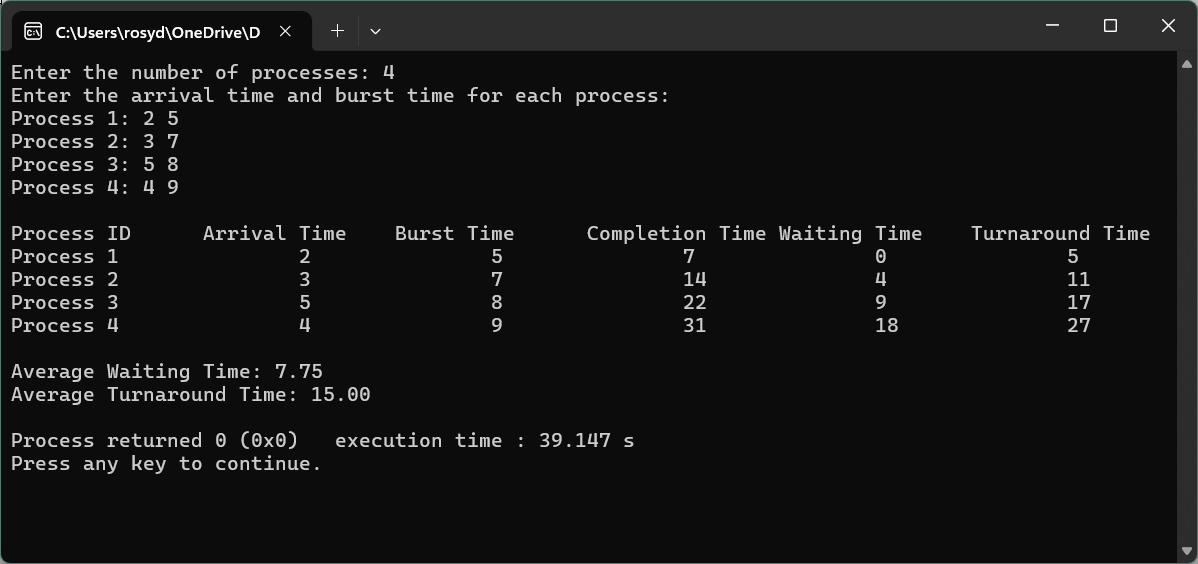 C:\Users\rosyd\OneDrive\D
Enter the number of processes: 4
Enter the arrival time and burst time for each process:
Process 1: 2 5
Process 2: 3 7
Process 3: 5 8
Process 4: 4 9
Process ID      Arrival Time    Burst Time      Completion Time Waiting Time    Turnaround Time
Process 1               2               5               7               0               5
Process 2               3               7               14              4               11
Process 3               5               8               22              9               17
Process 4               4               9               31              18              27
Average Waiting Time: 7.75
Average Turnaround Time: 15.00
Process returned 0 (0x0)   execution time : 39.147 s
Press any key to continue.